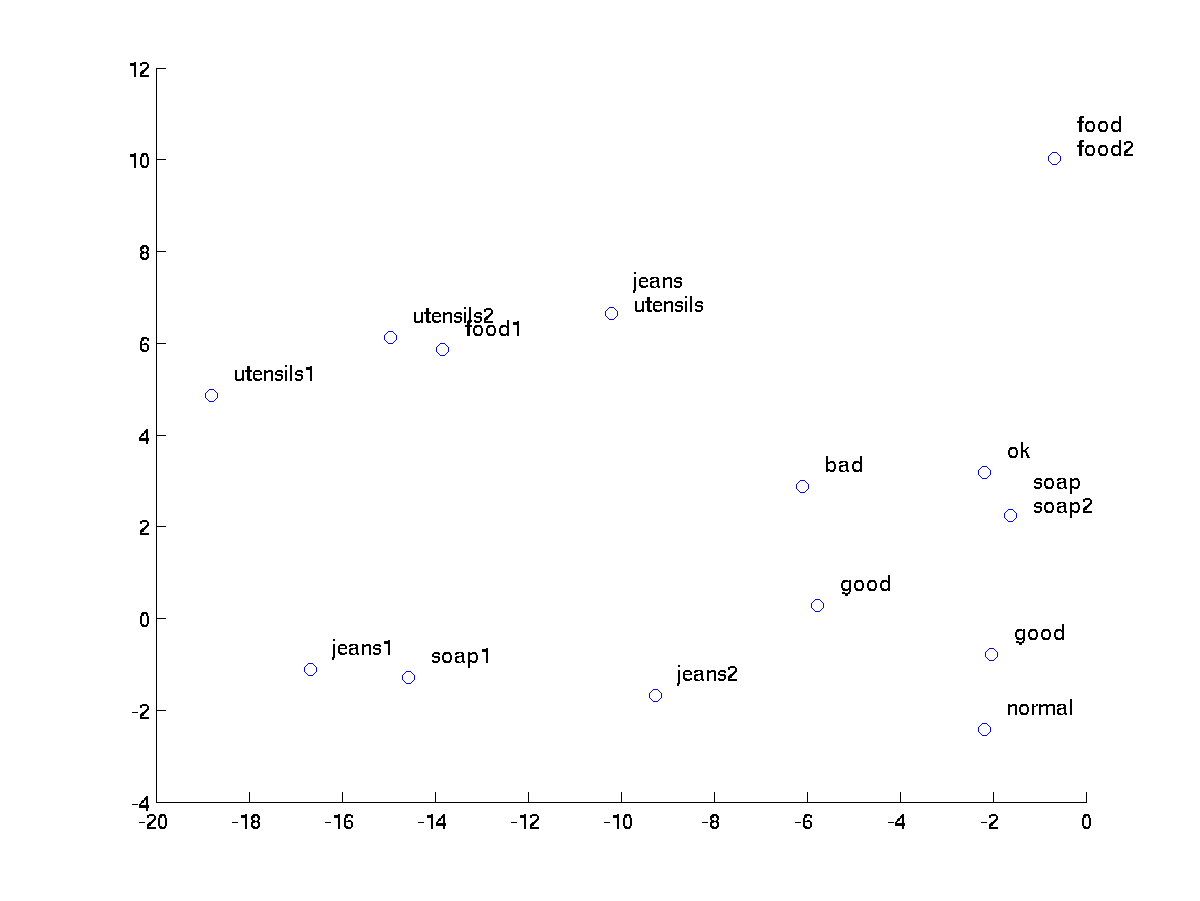 12
food
10
food2
8
jeans
utensils
utensils2
food1
6
utensils1
4
ok
bad
soap
soap2
2
good
0
good
jeans1
soap1
jeans2
-2
normal
-4
-20 -18 -16 -14 -12 -10 -8 -6 -4 -2 0